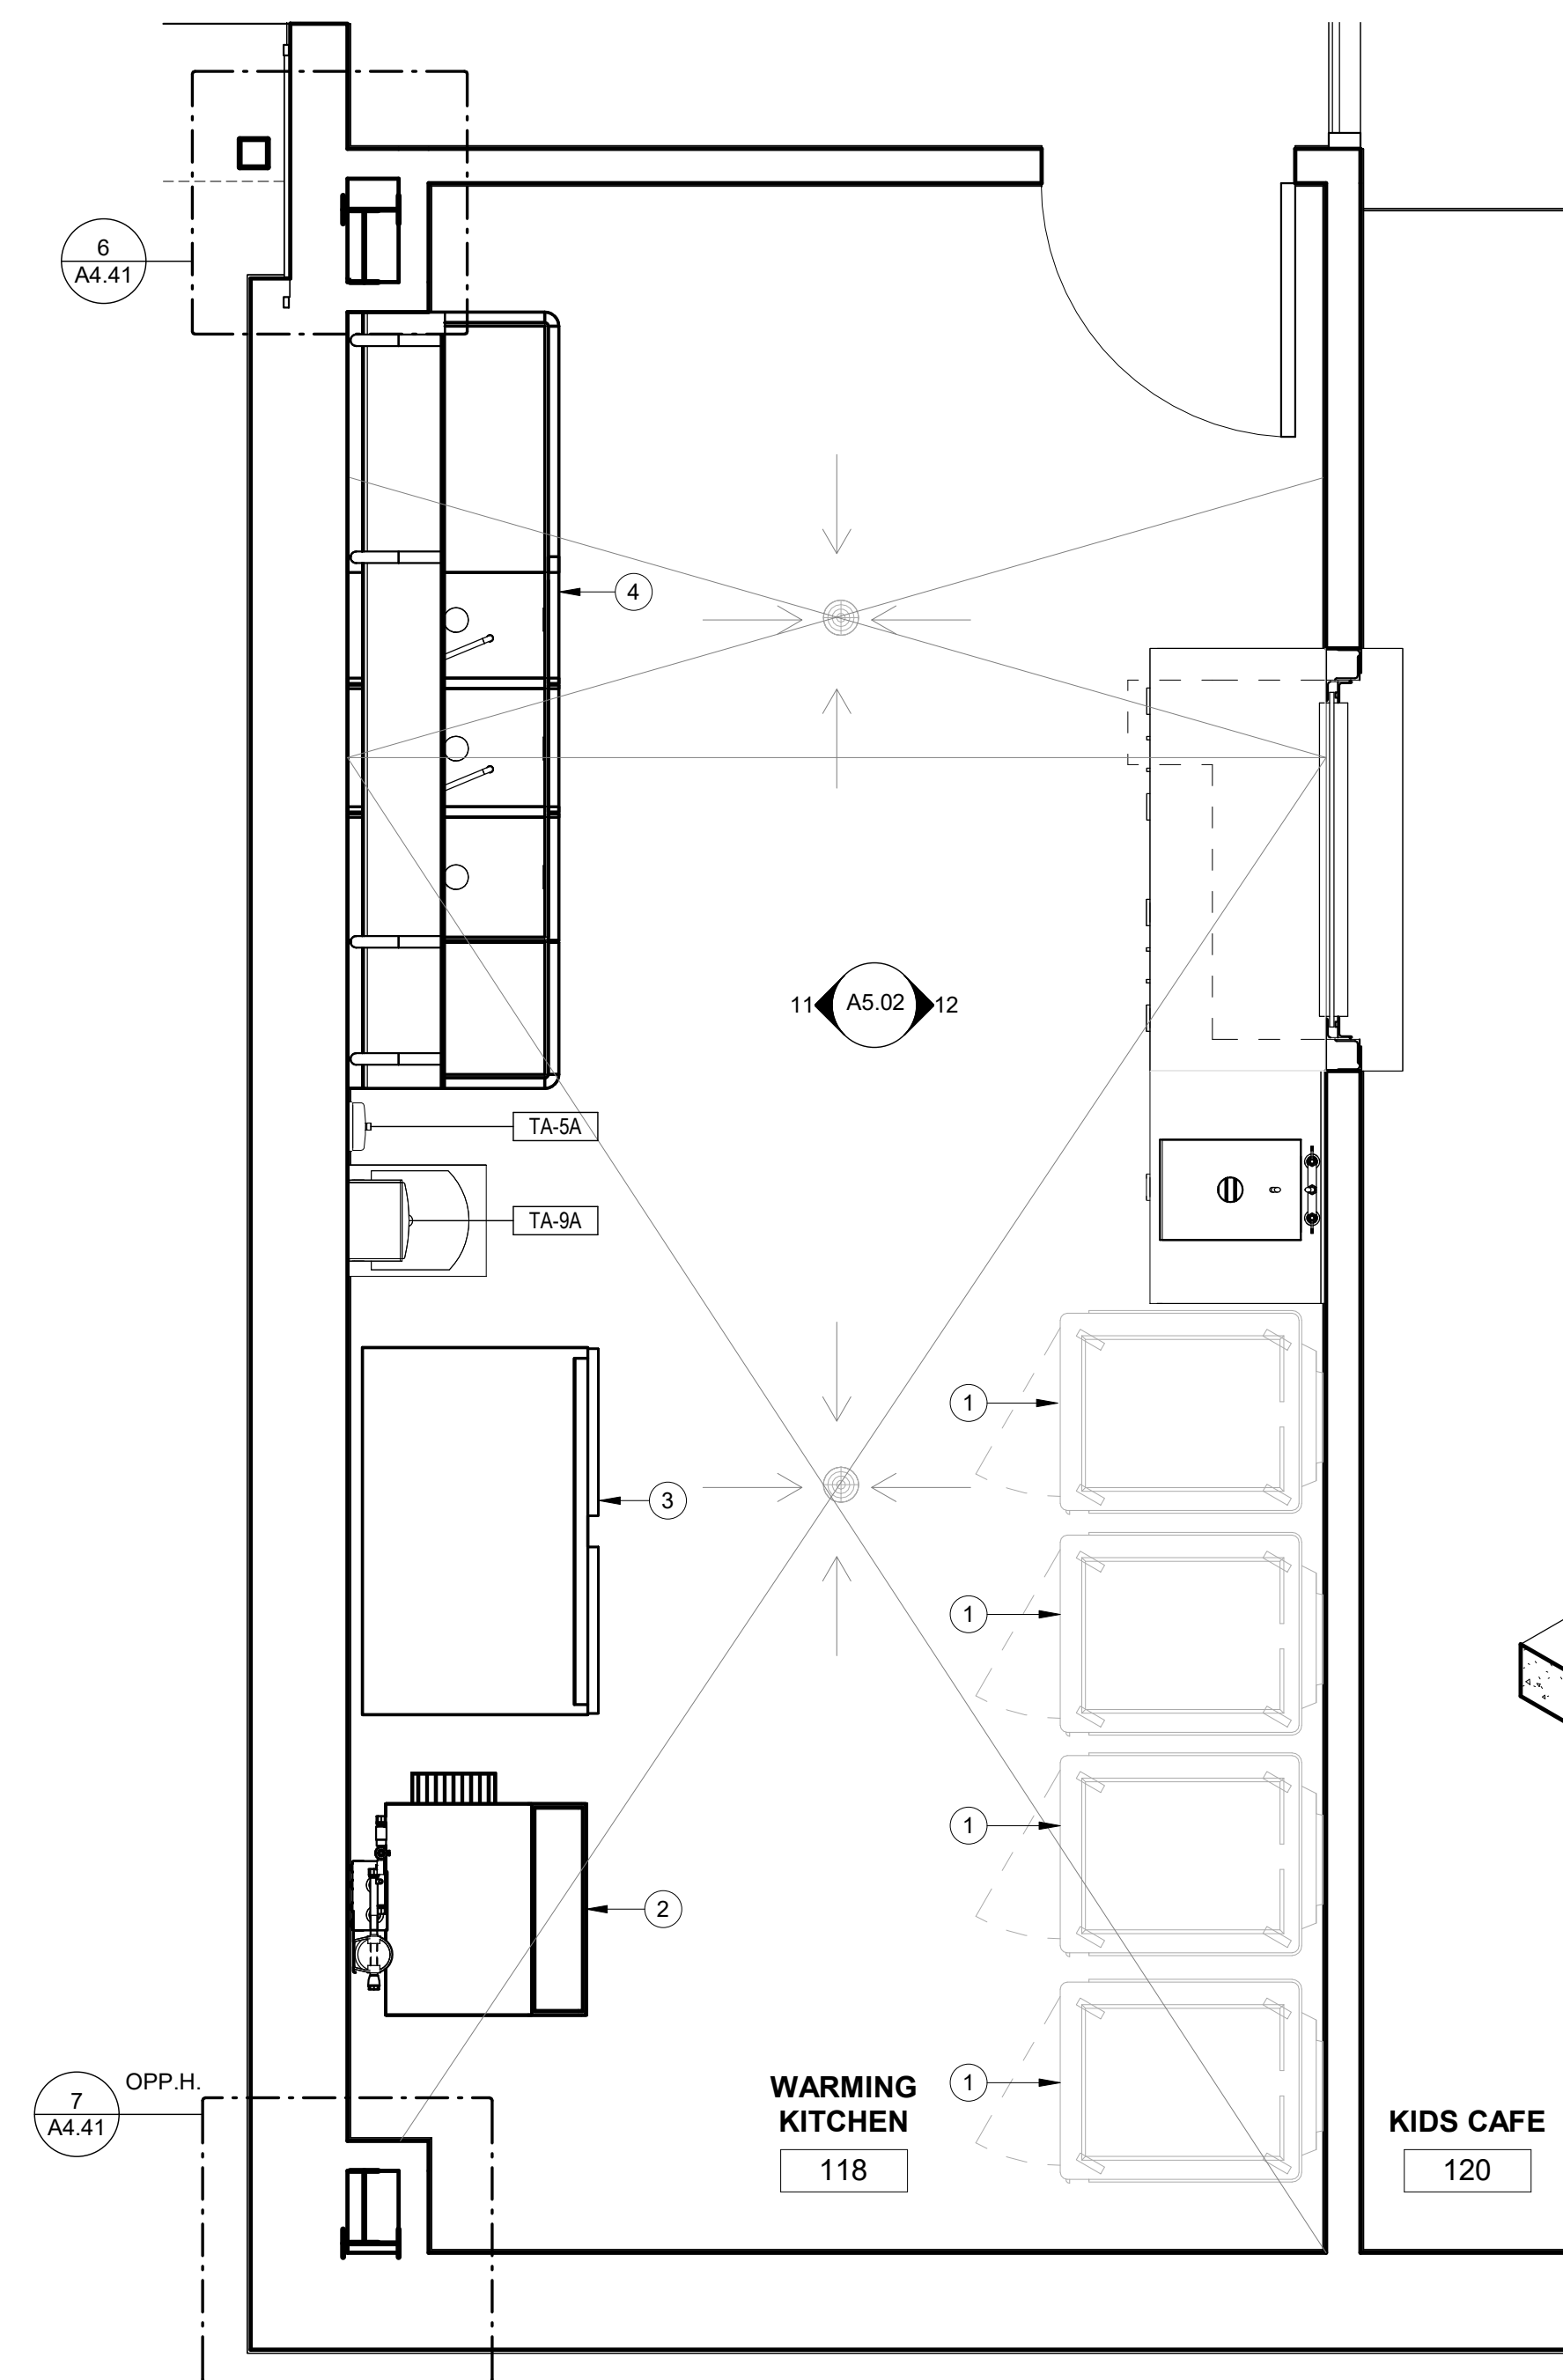 6
A4.41
4
11
A5.02
12
TA-5A
TA-9A
1
3
1
1
2
7
A4.41
OPP.H.
1
WARMING
KITCHEN
118
KIDS CAFE
120